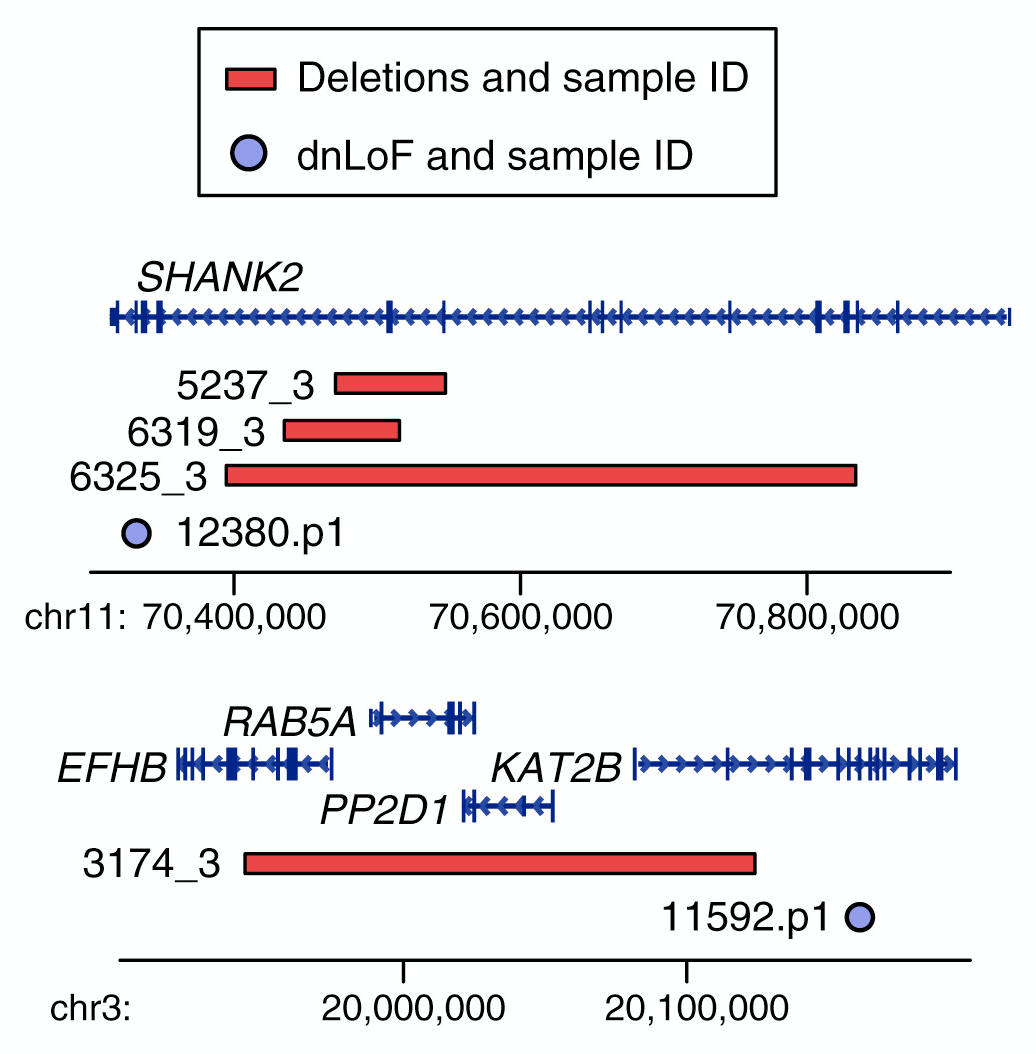 Deletions and sample ID
dnLoF and sample ID
SHANK2
5237_3
6319_3
6325_3
12380.p1
chr11: 70,400,000 70,600,000 70,800,000
RAB5A
EFHB KAT2B
PP2D1
3174_3
11592.p1
chr3: 20,000,000 20,100,000